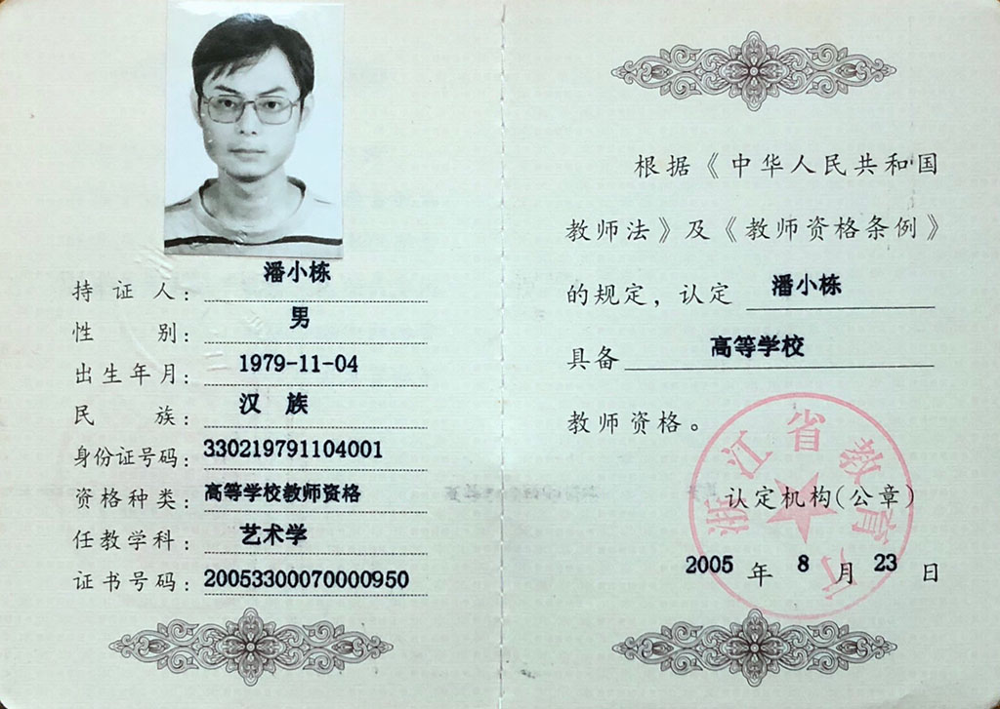 持证人： 潘小栋
性别： 男
出生年月： 1979-11-04
民族： 汉 族
身份证号码： 330219791104001
资格种类： 高等学校教师资格
任教学科： 艺术学
证书号码： 20053300070000950
根据《中华人民共和国
教师法》及《教师资格条例》
的规定，认定 潘小栋
具备 高等学校
教师资格。
浙江省教育厅
认定机构(公章)
2005 年 8 月 23 日